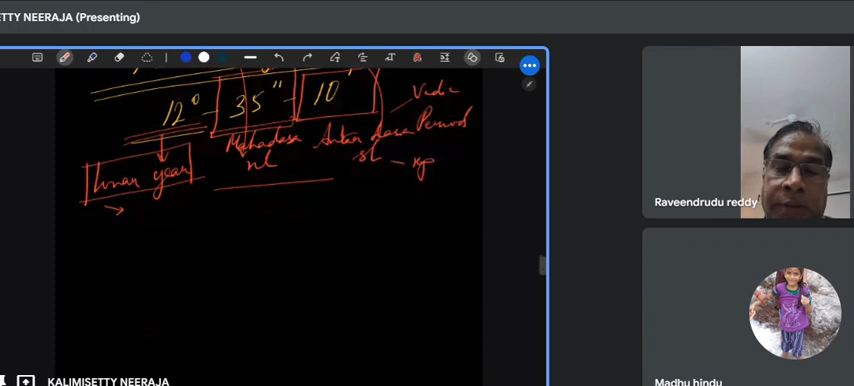 ETTY NEERAJA (Presenting)
12° - 35" - 10'
Vedic
Mahadasa Antar dasa Period
nl sl - kp
lunar year
→
Raveendrudu reddy
KALIMISETTY NEERAJA
Madhu hindu